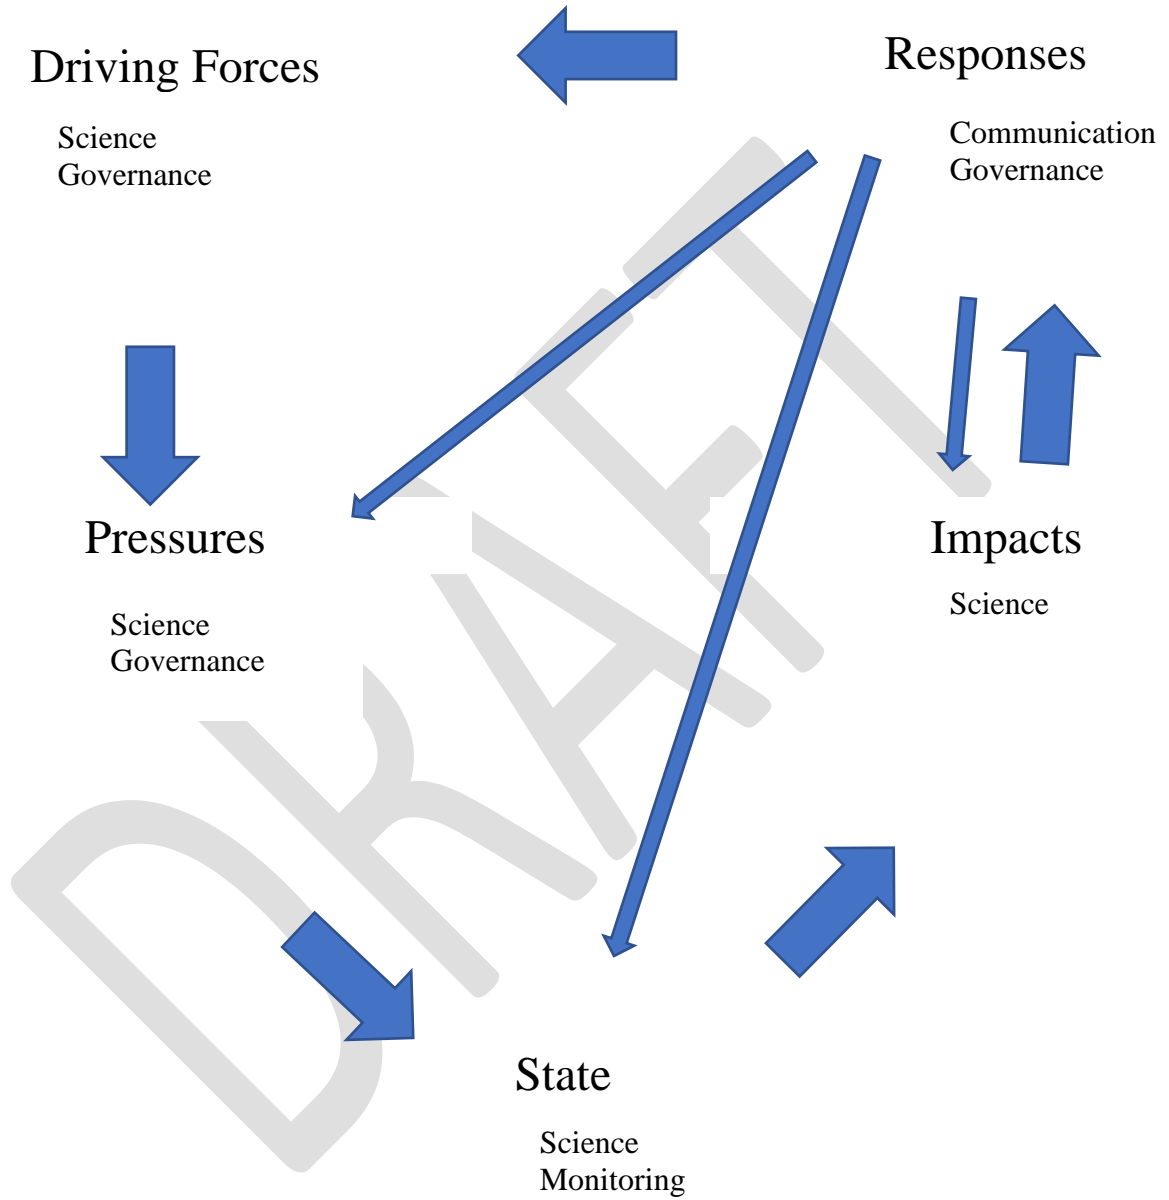 Driving Forces
Science
Governance
Responses
Communication
Governance
Pressures
Science
Governance
Impacts
Science
State
Science
Monitoring
DRAFT